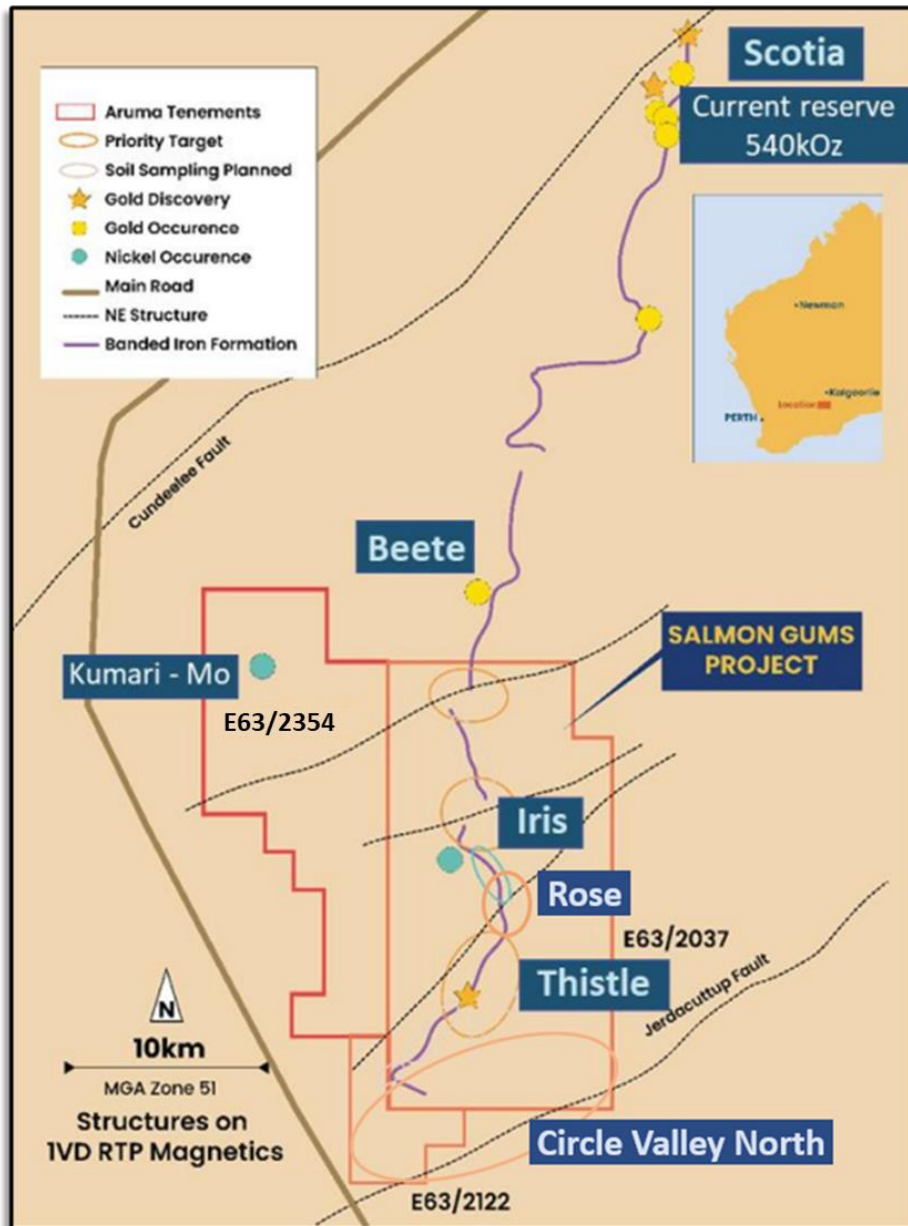 Scotia
Current reserve
540kOz
Aruma Tenements
Priority Target
Soil Sampling Planned
Gold Discovery
Gold Occurence
Nickel Occurence
Main Road
NE Structure
Banded Iron Formation
Newman
Kalgoorlie
Location
PERTH
Cundeelee Fault
Beete
SALMON GUMS
PROJECT
Kumari - Mo
E63/2354
Iris
Rose
E63/2037
Thistle
Jerdacuttup Fault
N
10km
MGA Zone 51
Structures on
1VD RTP Magnetics
Circle Valley North
E63/2122